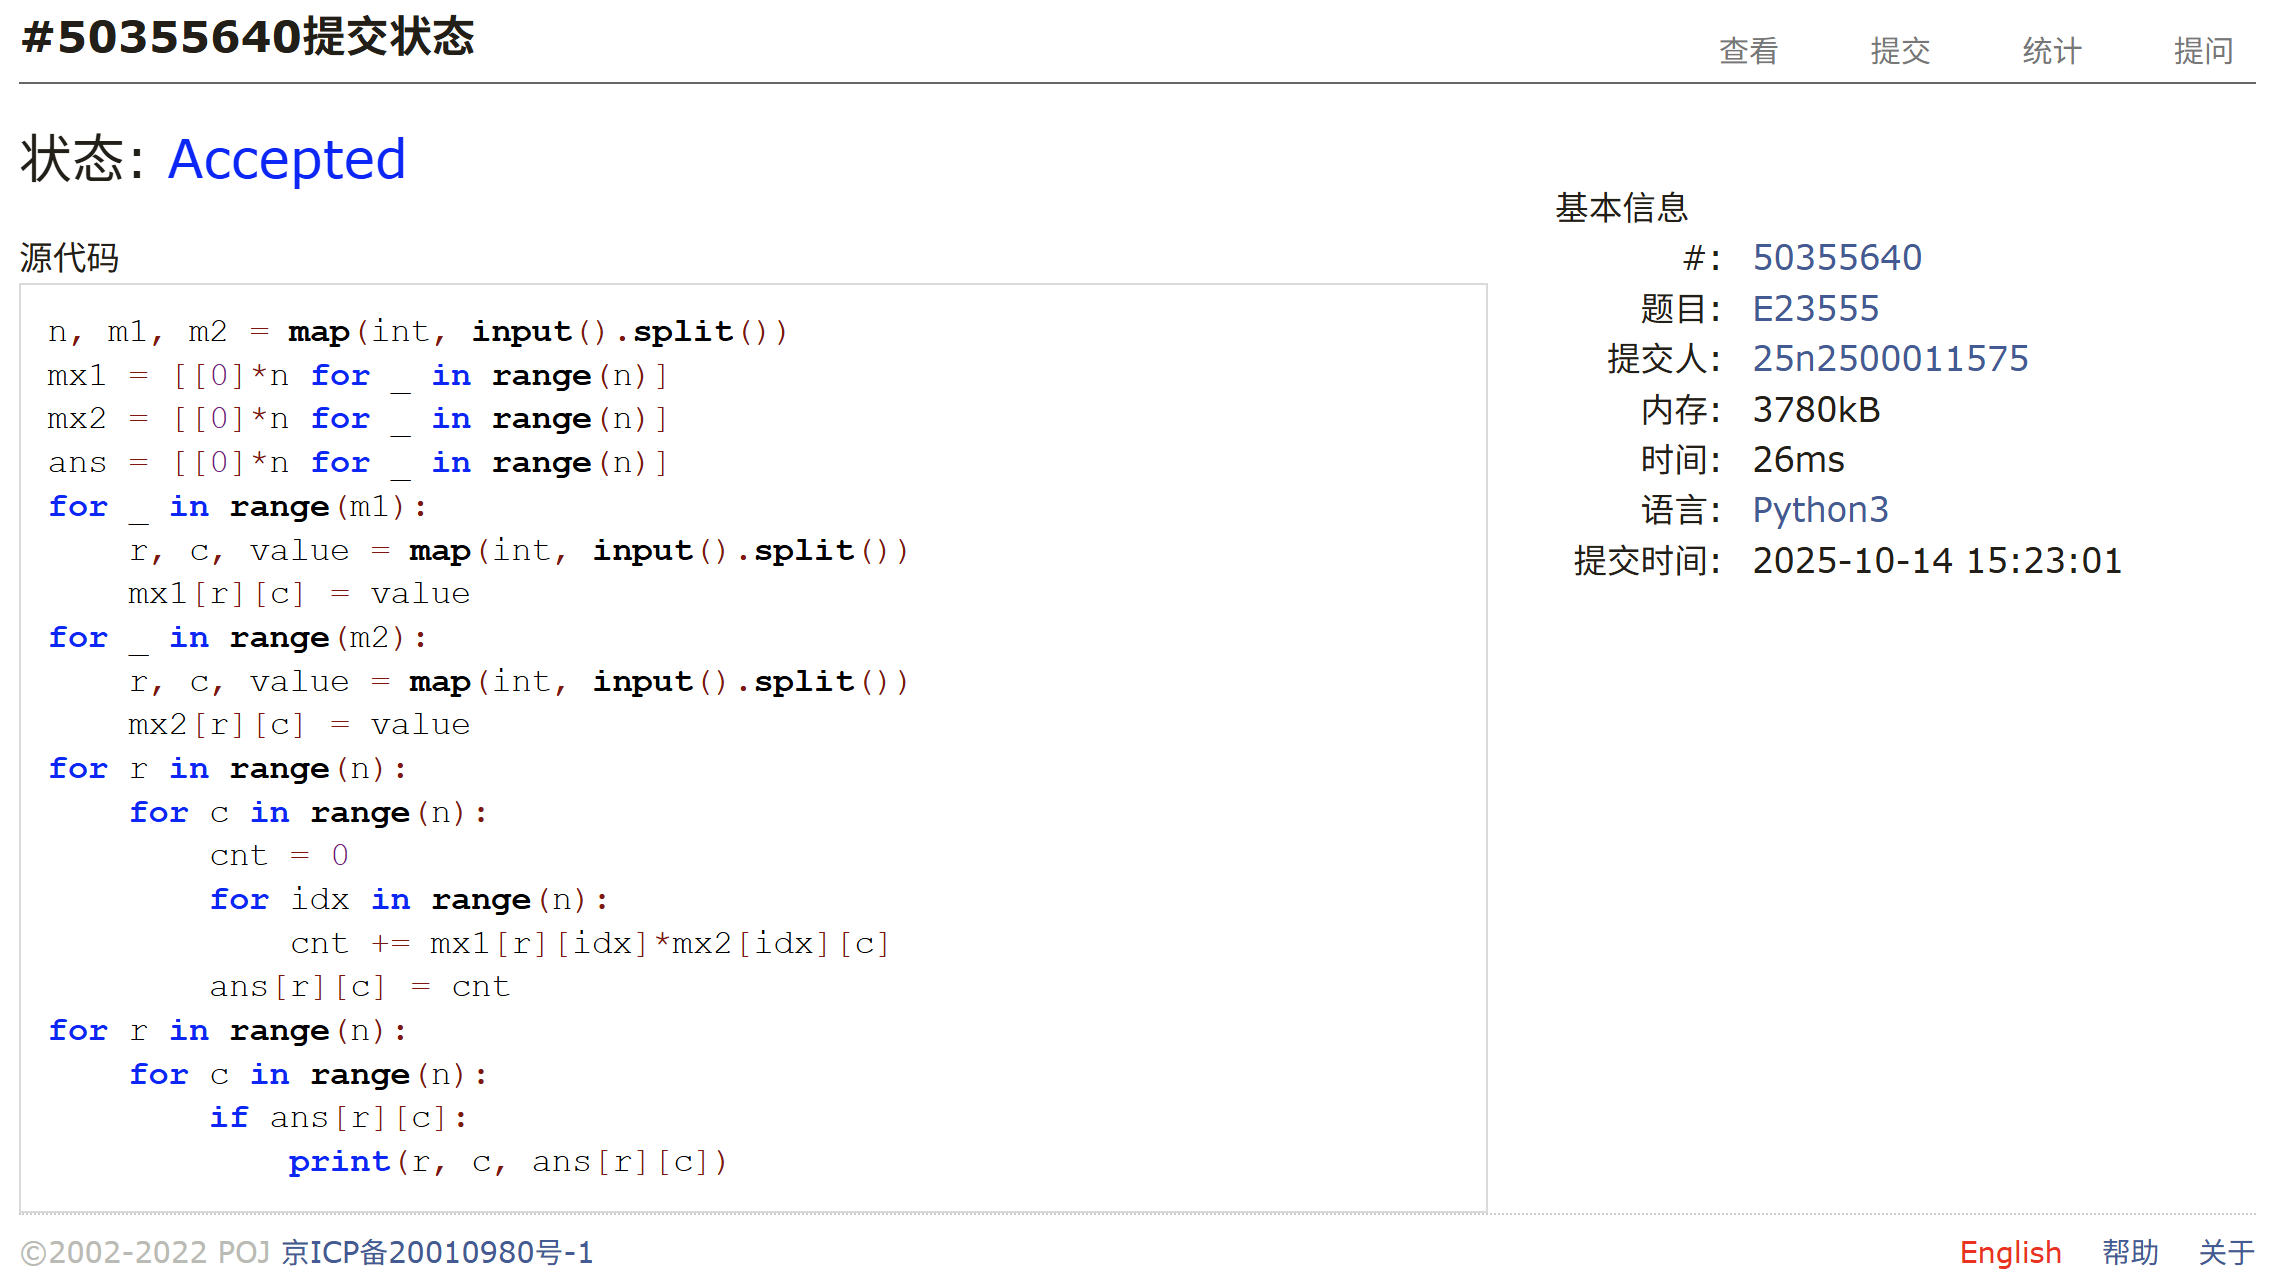 #50355640提交状态
查看 提交 统计 提问
状态: Accepted
源代码
n, m1, m2 = map(int, input().split())
mx1 = [[0]*n for _ in range(n)]
mx2 = [[0]*n for _ in range(n)]
ans = [[0]*n for _ in range(n)]
for _ in range(m1):
    r, c, value = map(int, input().split())
    mx1[r][c] = value
for _ in range(m2):
    r, c, value = map(int, input().split())
    mx2[r][c] = value
for r in range(n):
    for c in range(n):
        cnt = 0
        for idx in range(n):
            cnt += mx1[r][idx]*mx2[idx][c]
        ans[r][c] = cnt
for r in range(n):
    for c in range(n):
        if ans[r][c]:
            print(r, c, ans[r][c])
基本信息
#: 50355640
题目: E23555
提交人: 25n2500011575
内存: 3780kB
时间: 26ms
语言: Python3
提交时间: 2025-10-14 15:23:01
©2002-2022 POJ 京ICP备20010980号-1
English 帮助 关于